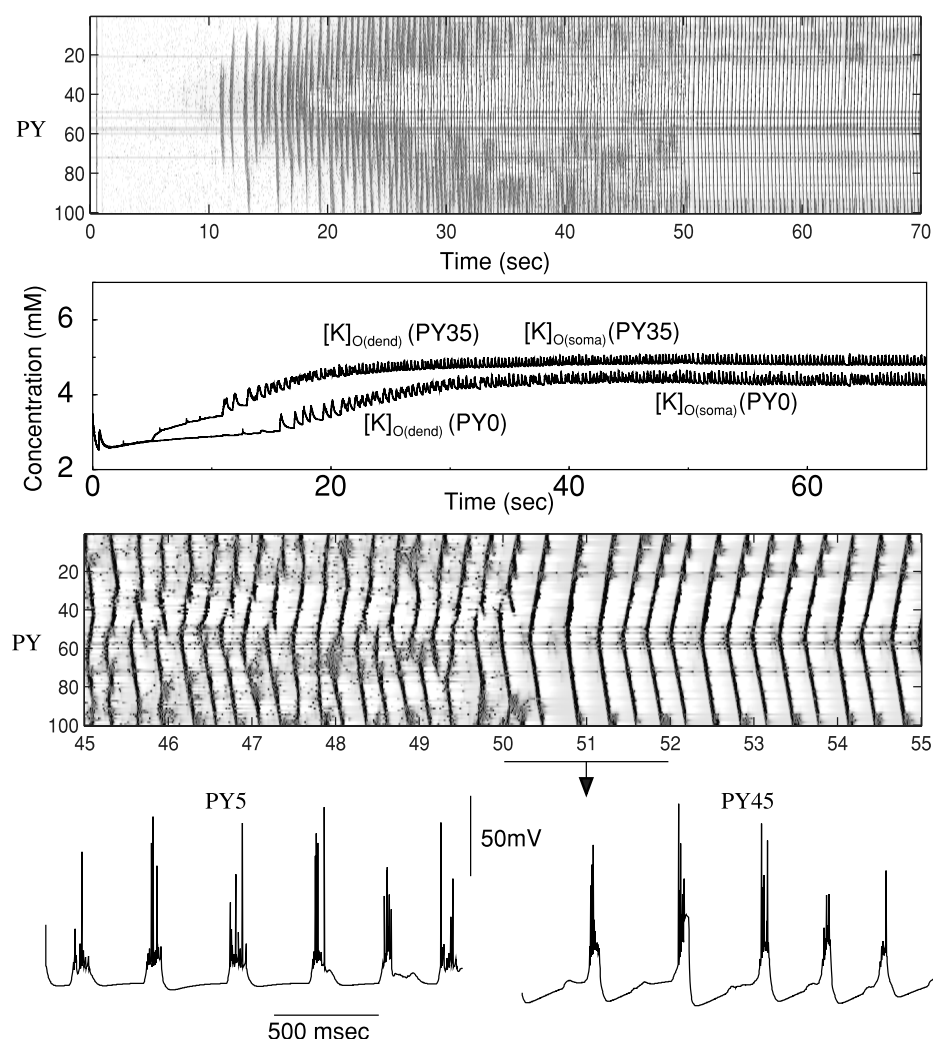 20
40
PY 60
80
100
0 10 20 30 40 50 60 70
Time (sec)
Concentration (mM)
6
4
2
[K]O(dend) (PY35) [K]O(soma) (PY35)
[K]O(dend) (PY0) [K]O(soma) (PY0)
0 20 40 60
Time (sec)
20
40
PY 60
80
100
45 46 47 48 49 50 51 52 53 54 55
PY5 PY45
50mV
500 msec